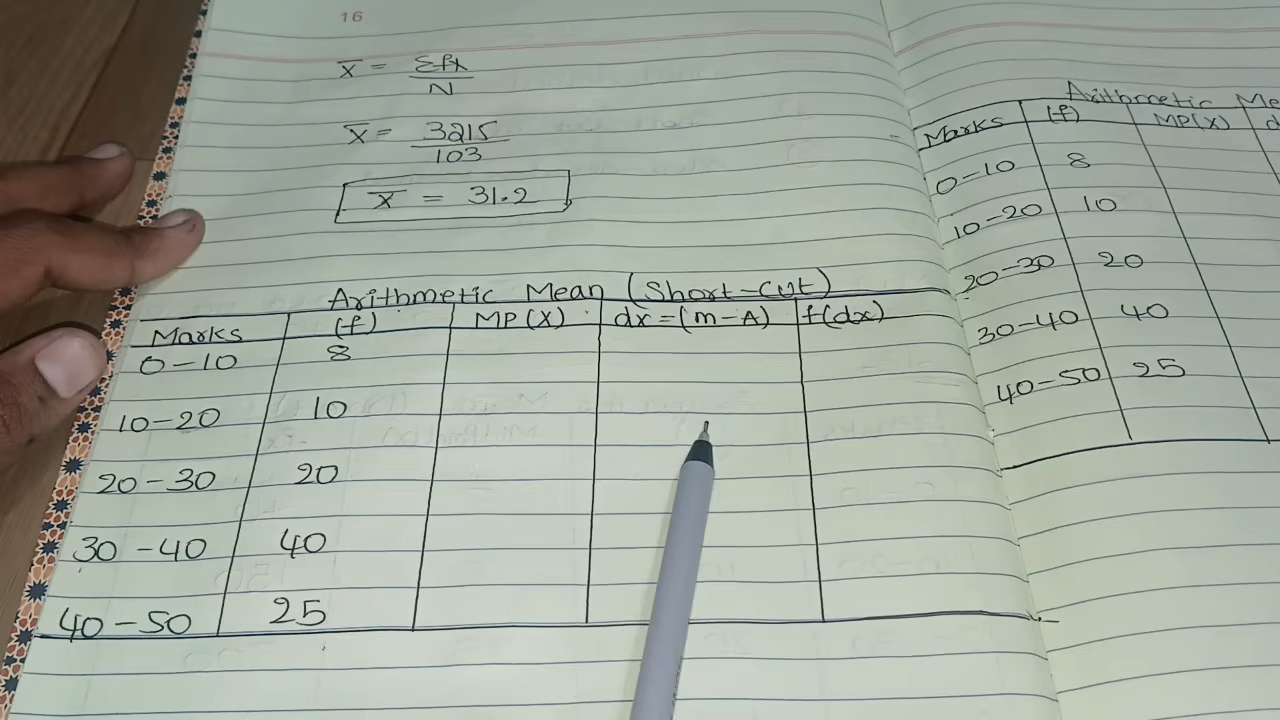 16
x̄ = Σfx
N
x̄ = 3215
103
x̄ = 31.2
Arithmetic Mean (Short-Cut)
Marks (f) MP(X) dx=(m-A) f(dx)
0-10 8
10-20 10
20-30 20
30-40 40
40-50 25
Arithmetic Me
Marks (f) MP(X) d
0-10 8
10-20 10
20-30 20
30-40 40
40-50 25